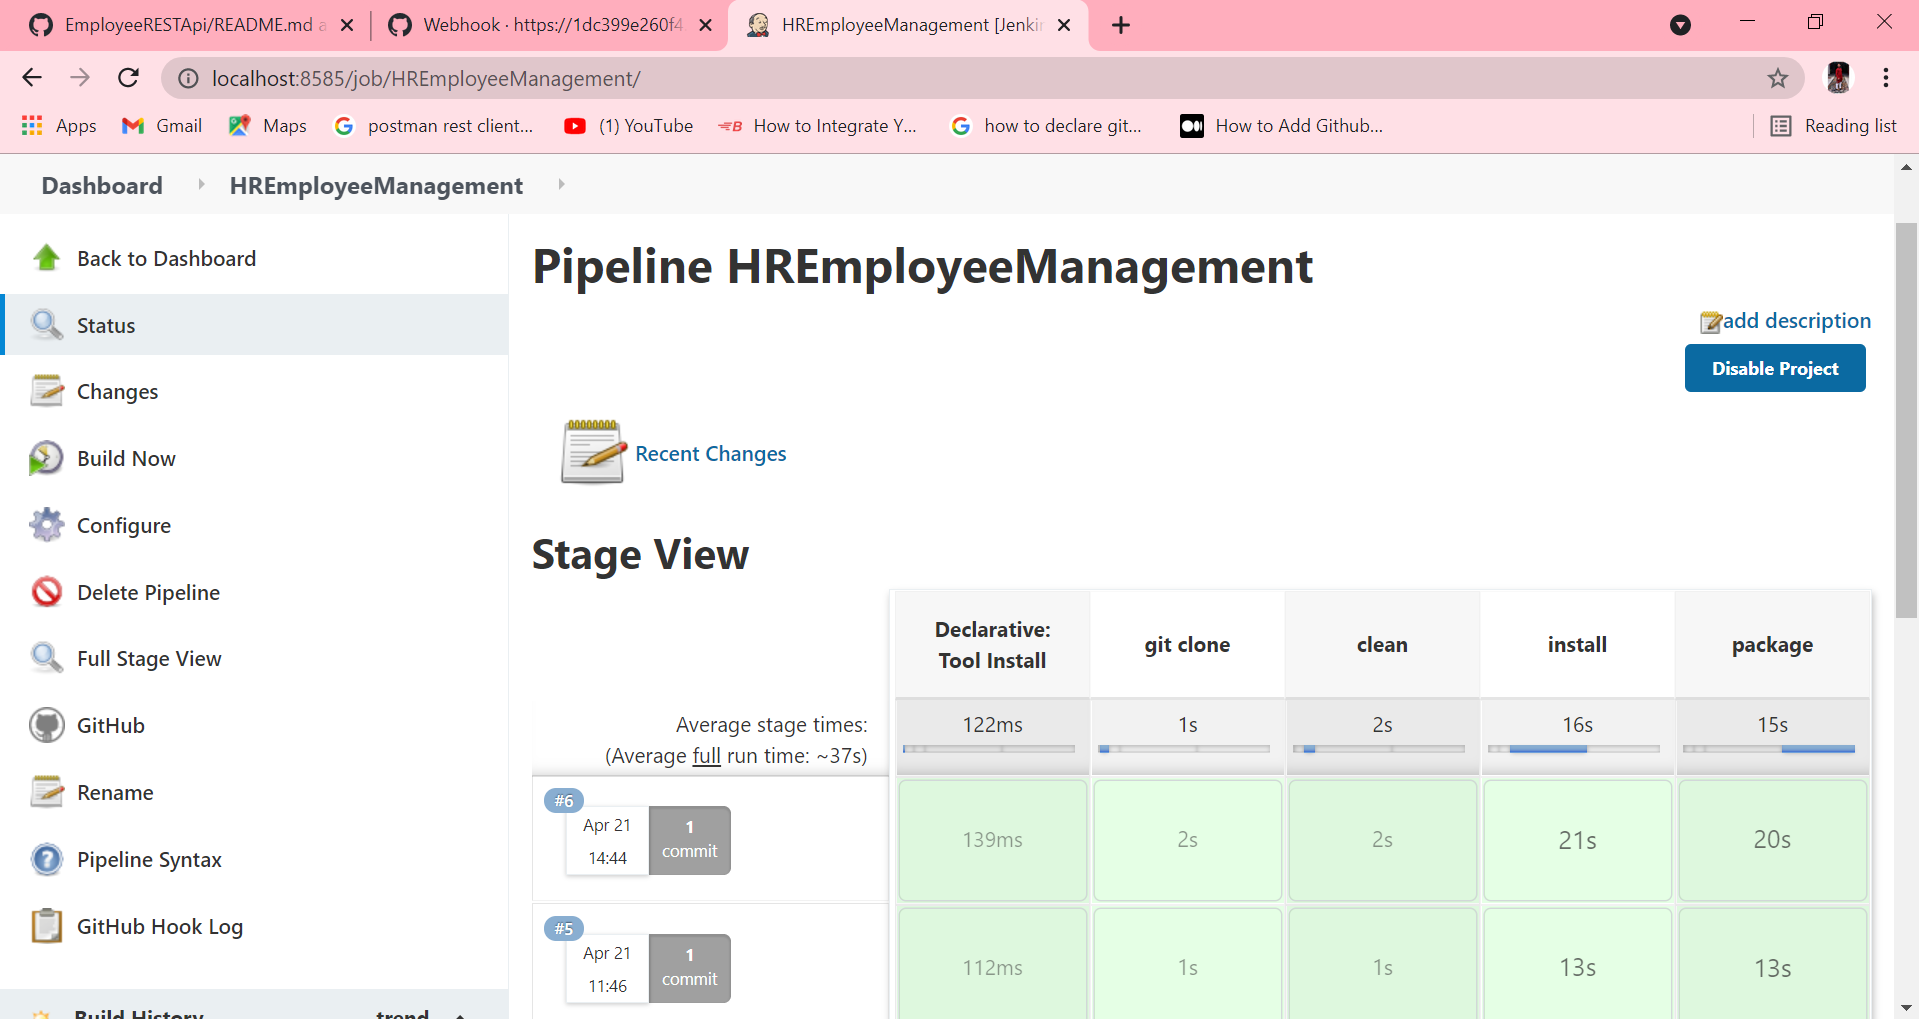 EmployeeRESTApi/README.md a
Webhook · https://1dc399e260f4
HREmployeeManagement [Jenki
localhost:8585/job/HREmployeeManagement/
Apps
Gmail
Maps
postman rest client...
(1) YouTube
How to Integrate Y...
how to declare git...
How to Add Github...
Reading list
Dashboard
HREmployeeManagement
Back to Dashboard
Status
Changes
Build Now
Configure
Delete Pipeline
Full Stage View
GitHub
Rename
Pipeline Syntax
GitHub Hook Log
Build History
trend
Pipeline HREmployeeManagement
add description
Disable Project
Recent Changes
Stage View
Declarative:
Tool Install
git clone
clean
install
package
Average stage times:
(Average full run time: ~37s)
122ms
1s
2s
16s
15s
#6
Apr 21
14:44
1
commit
139ms
2s
2s
21s
20s
#5
Apr 21
11:46
1
commit
112ms
1s
1s
13s
13s